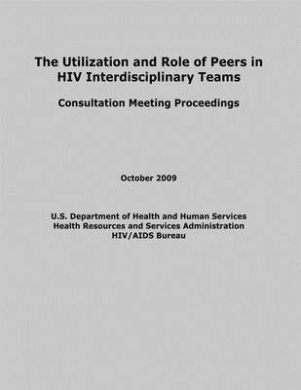 The Utilization and Role of Peers in
HIV Interdisciplinary Teams
Consultation Meeting Proceedings
October 2009
U.S. Department of Health and Human Services
Health Resources and Services Administration
HIV/AIDS Bureau